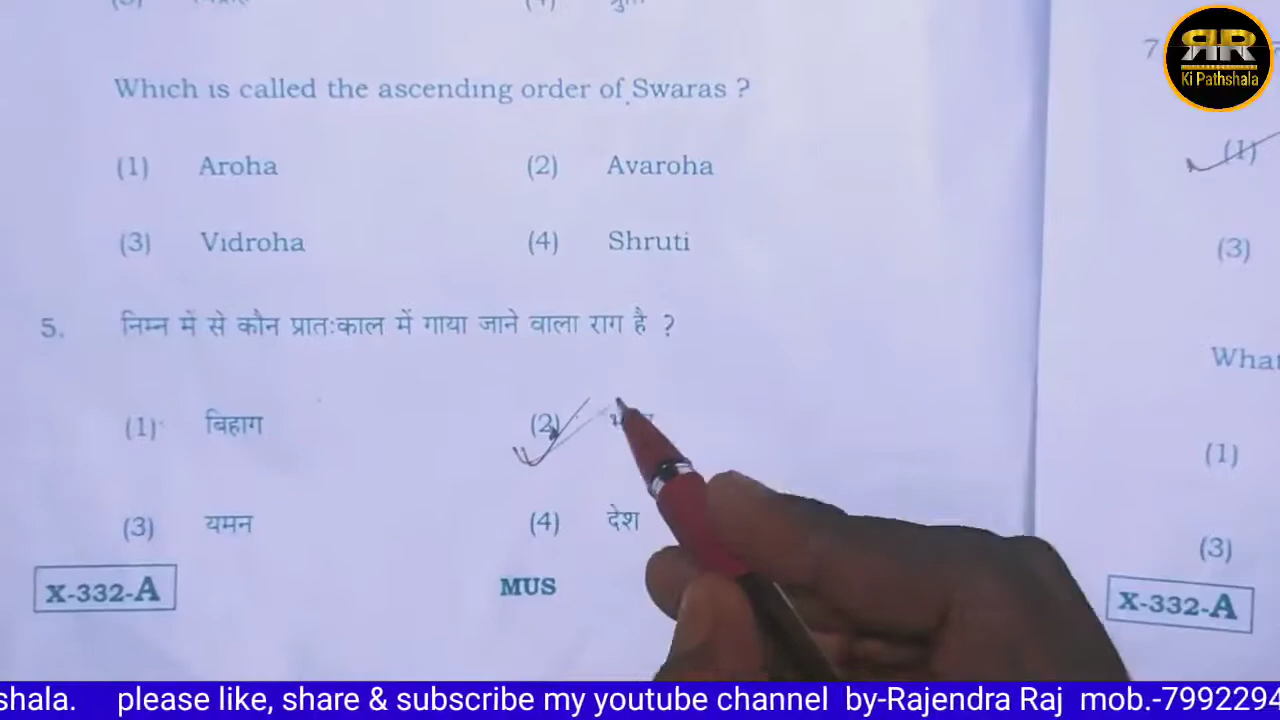 Which is called the ascending order of Swaras ?
(1) Aroha (2) Avaroha
(3) Vidroha (4) Shruti
5. निम्न में से कौन प्रातःकाल में गाया जाने वाला राग है ?
(1) बिहाग (2)
(3) यमन (4) देश
X-332-A MUS
7
(1)
(3)
What
(1)
(3)
X-332-A
RR
Ki Pathshala
shala. please like, share & subscribe my youtube channel by-Rajendra Raj mob.-7992294